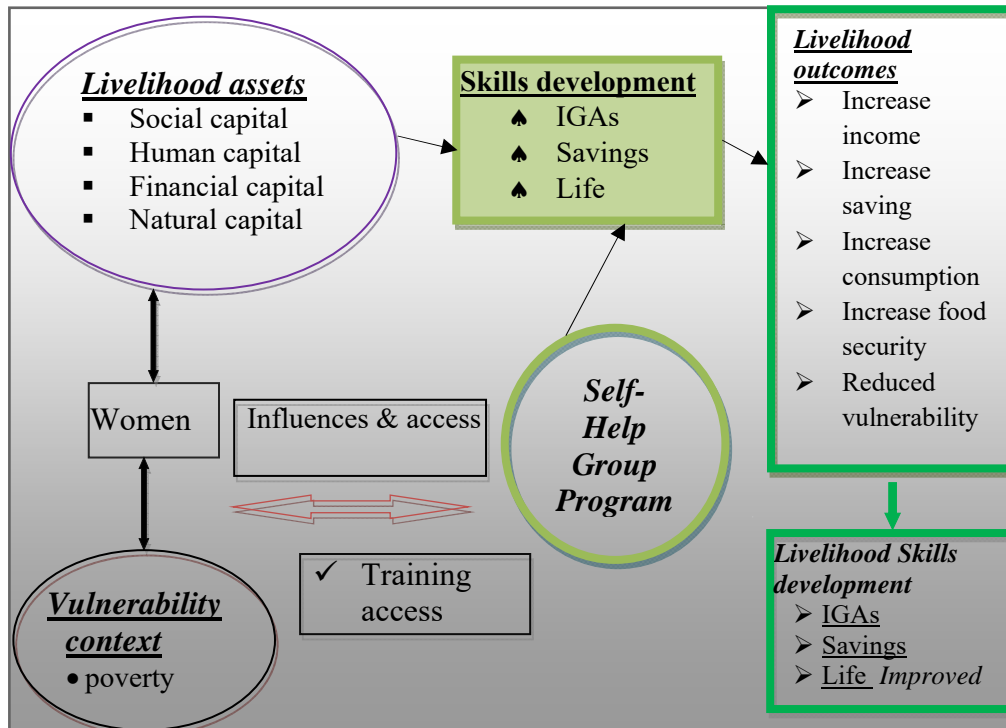 Livelihood assets
▪ Social capital
▪ Human capital
▪ Financial capital
▪ Natural capital
Skills development
♠ IGAs
♠ Savings
♠ Life
Livelihood
outcomes
➢ Increase
income
➢ Increase
saving
➢ Increase
consumption
➢ Increase food
security
➢ Reduced
vulnerability
Women
Influences & access
Self-
Help
Group
Program
✓ Training
access
Vulnerability
context
• poverty
Livelihood Skills
development
➢ IGAs
➢ Savings
➢ Life Improved